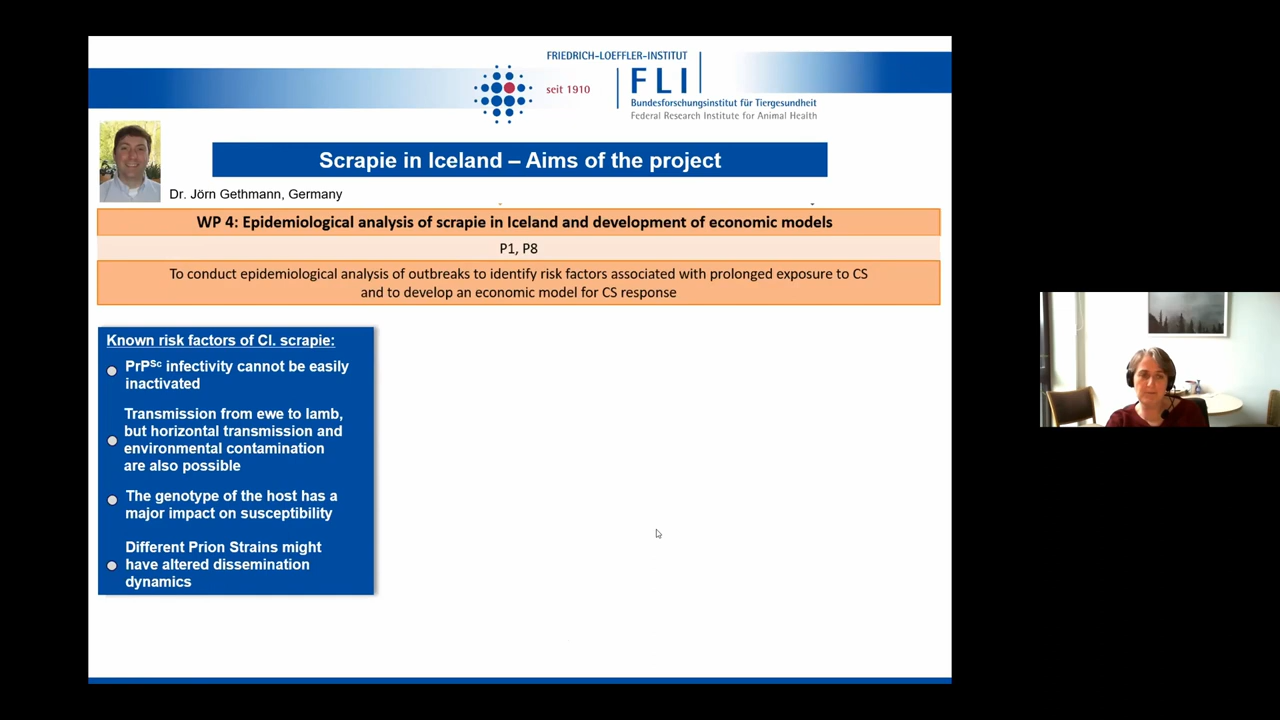 FRIEDRICH-LOEFFLER-INSTITUT
seit 1910
FLI
Bundesforschungsinstitut für Tiergesundheit
Federal Research Institute for Animal Health
Scrapie in Iceland – Aims of the project
Dr. Jörn Gethmann, Germany
WP 4: Epidemiological analysis of scrapie in Iceland and development of economic models
P1, P8
To conduct epidemiological analysis of outbreaks to identify risk factors associated with prolonged exposure to CS
and to develop an economic model for CS response
Known risk factors of Cl. scrapie:
PrPSc infectivity cannot be easily
inactivated
Transmission from ewe to lamb,
but horizontal transmission and
environmental contamination
are also possible
The genotype of the host has a
major impact on susceptibility
Different Prion Strains might
have altered dissemination
dynamics